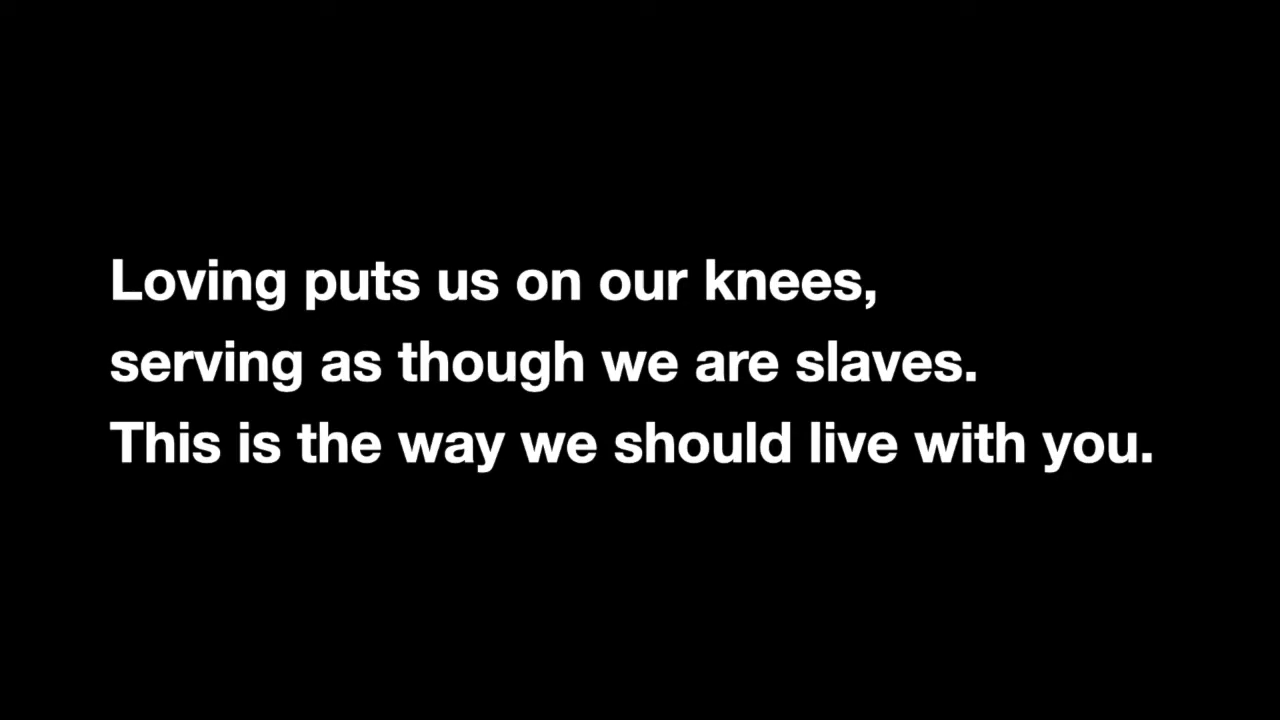 Loving puts us on our knees,
serving as though we are slaves.
This is the way we should live with you.